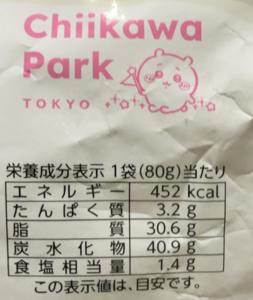 Chiikawa
Park
TOKYO
栄養成分表示 1袋(80g)当たり
エネルギー 452 kcal
たんぱく質 3.2 g
脂質 30.6 g
炭水化物 40.9 g
食塩相当量 1.4 g
この表示値は、目安です。